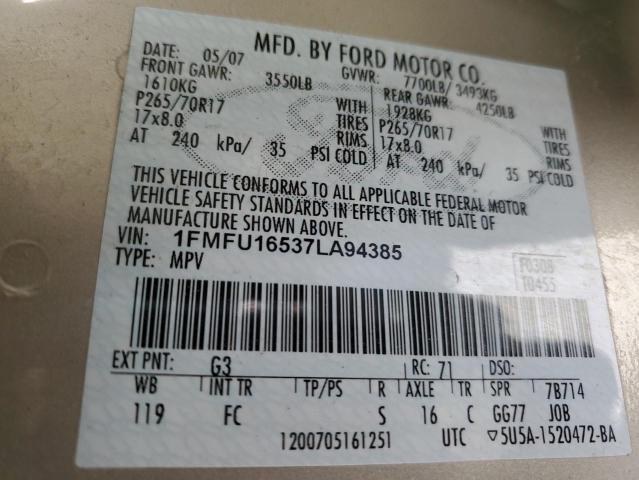 MFD. BY FORD MOTOR CO.
DATE: 05/07 GVWR: 7700LB/ 3493KG
FRONT GAWR: 3550LB REAR GAWR: 4250LB
1610KG WITH 1928KG WITH
P265/70R17 TIRES P265/70R17 TIRES
17x8.0 RIMS 17x8.0 RIMS
AT 240 kPa/ 35 PSI COLD AT 240 kPa/ 35 PSI COLD
THIS VEHICLE CONFORMS TO ALL APPLICABLE FEDERAL MOTOR
VEHICLE SAFETY STANDARDS IN EFFECT ON THE DATE OF
MANUFACTURE SHOWN ABOVE.
VIN: 1FMFU16537LA94385
TYPE: MPV
F0308
T0455
EXT PNT: G3 RC: 71 DSO:
WB INT TR TP/PS R AXLE TR SPR 7B714
119 FC S 16 C GG77 JOB
1200705161251 UTC ▽5U5A-1520472-BA
Ford